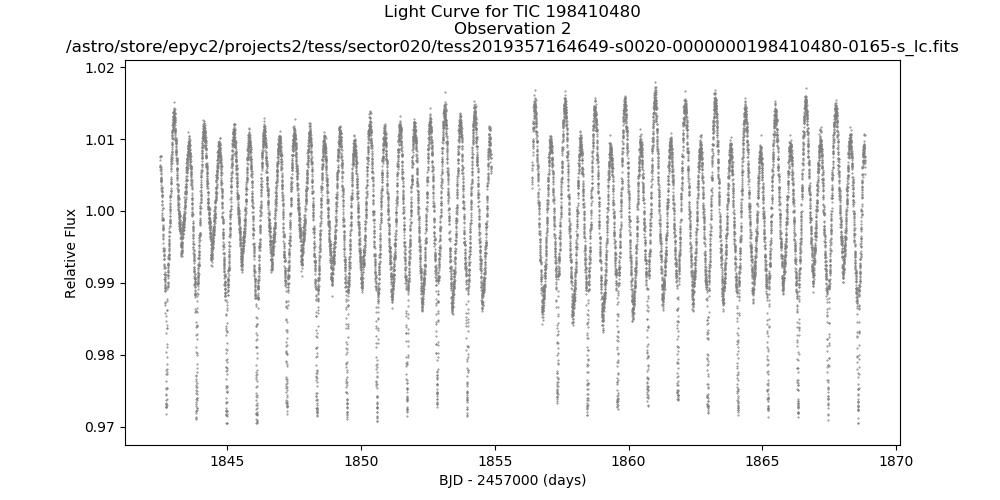 Light Curve for TIC 198410480
Observation 2
/astro/store/epyc2/projects2/tess/sector020/tess2019357164649-s0020-0000000198410480-0165-s_lc.fits
1.02
1.01
1.00
0.99
0.98
0.97
Relative Flux
1845
1850
1855
1860
1865
1870
BJD - 2457000 (days)